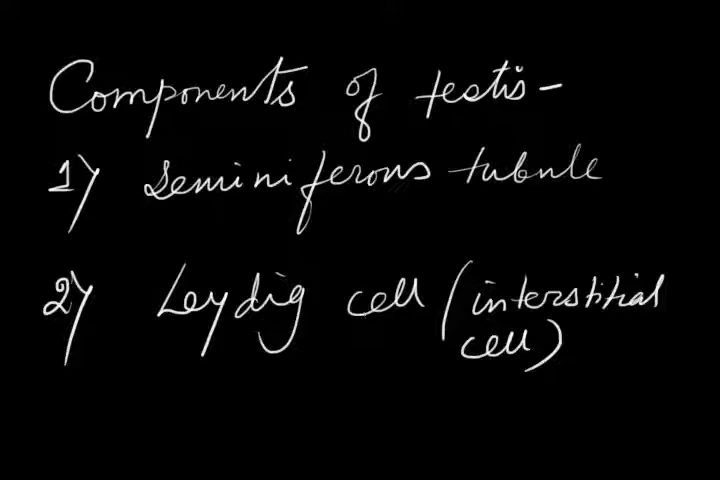 Components of testis -
1) Seminiferous tubule
2) Leydig cell (interstitial
cell)